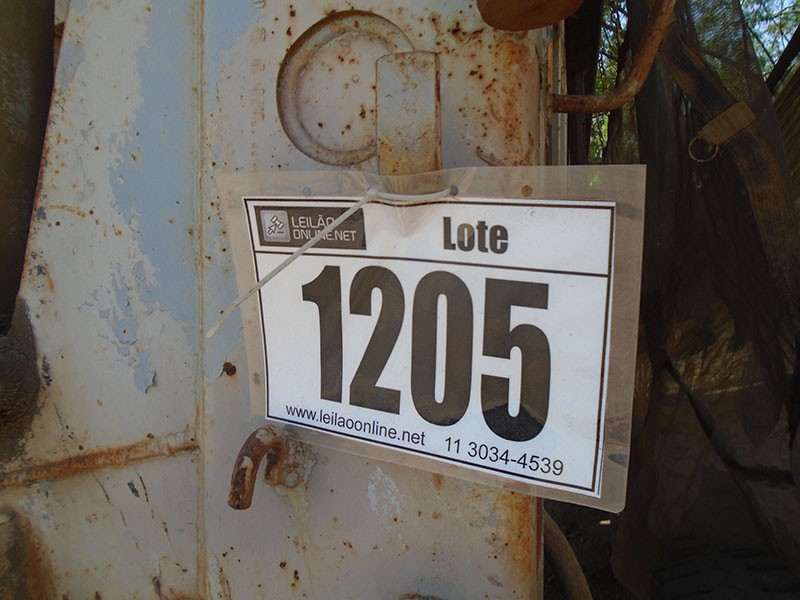 LEILÃO
ONLINE.NET
Lote
1205
www.leilaoonline.net 11 3034-4539